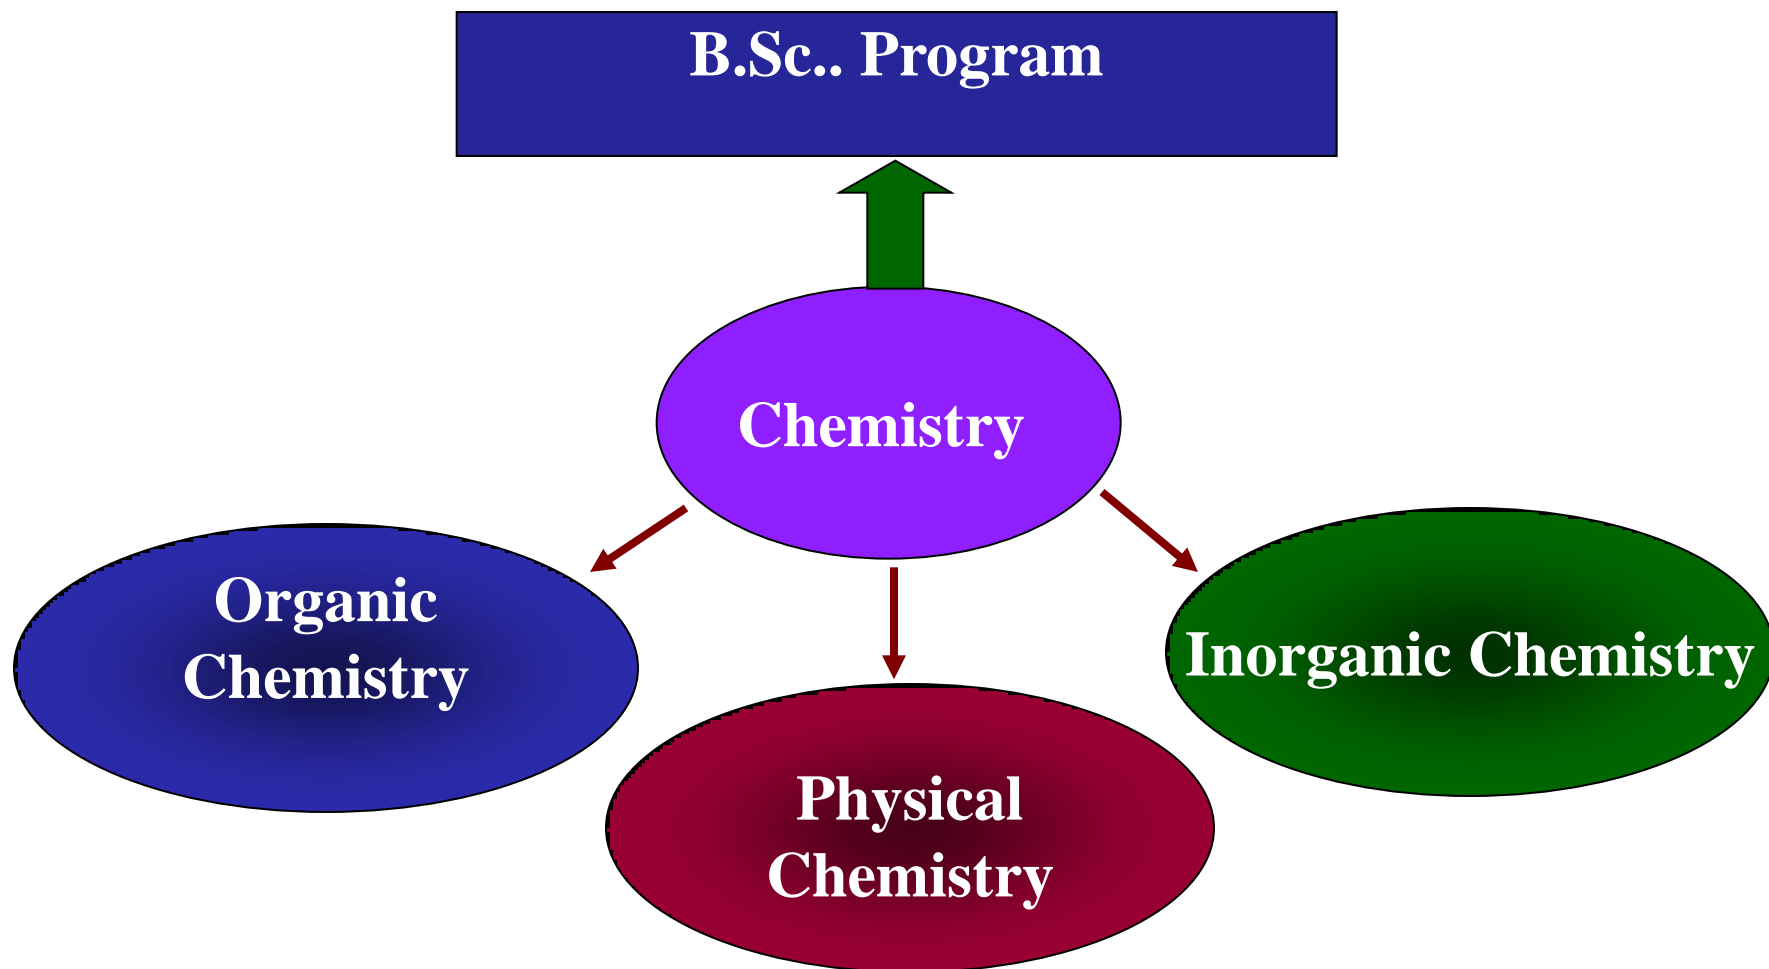 B.Sc.. Program
Chemistry
Organic
Chemistry
Inorganic Chemistry
Physical
Chemistry